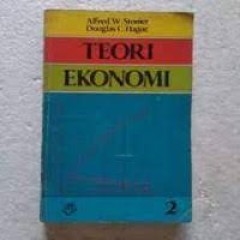 Alfred W. Stonier
Douglas C. Hague
TEORI
EKONOMI
2